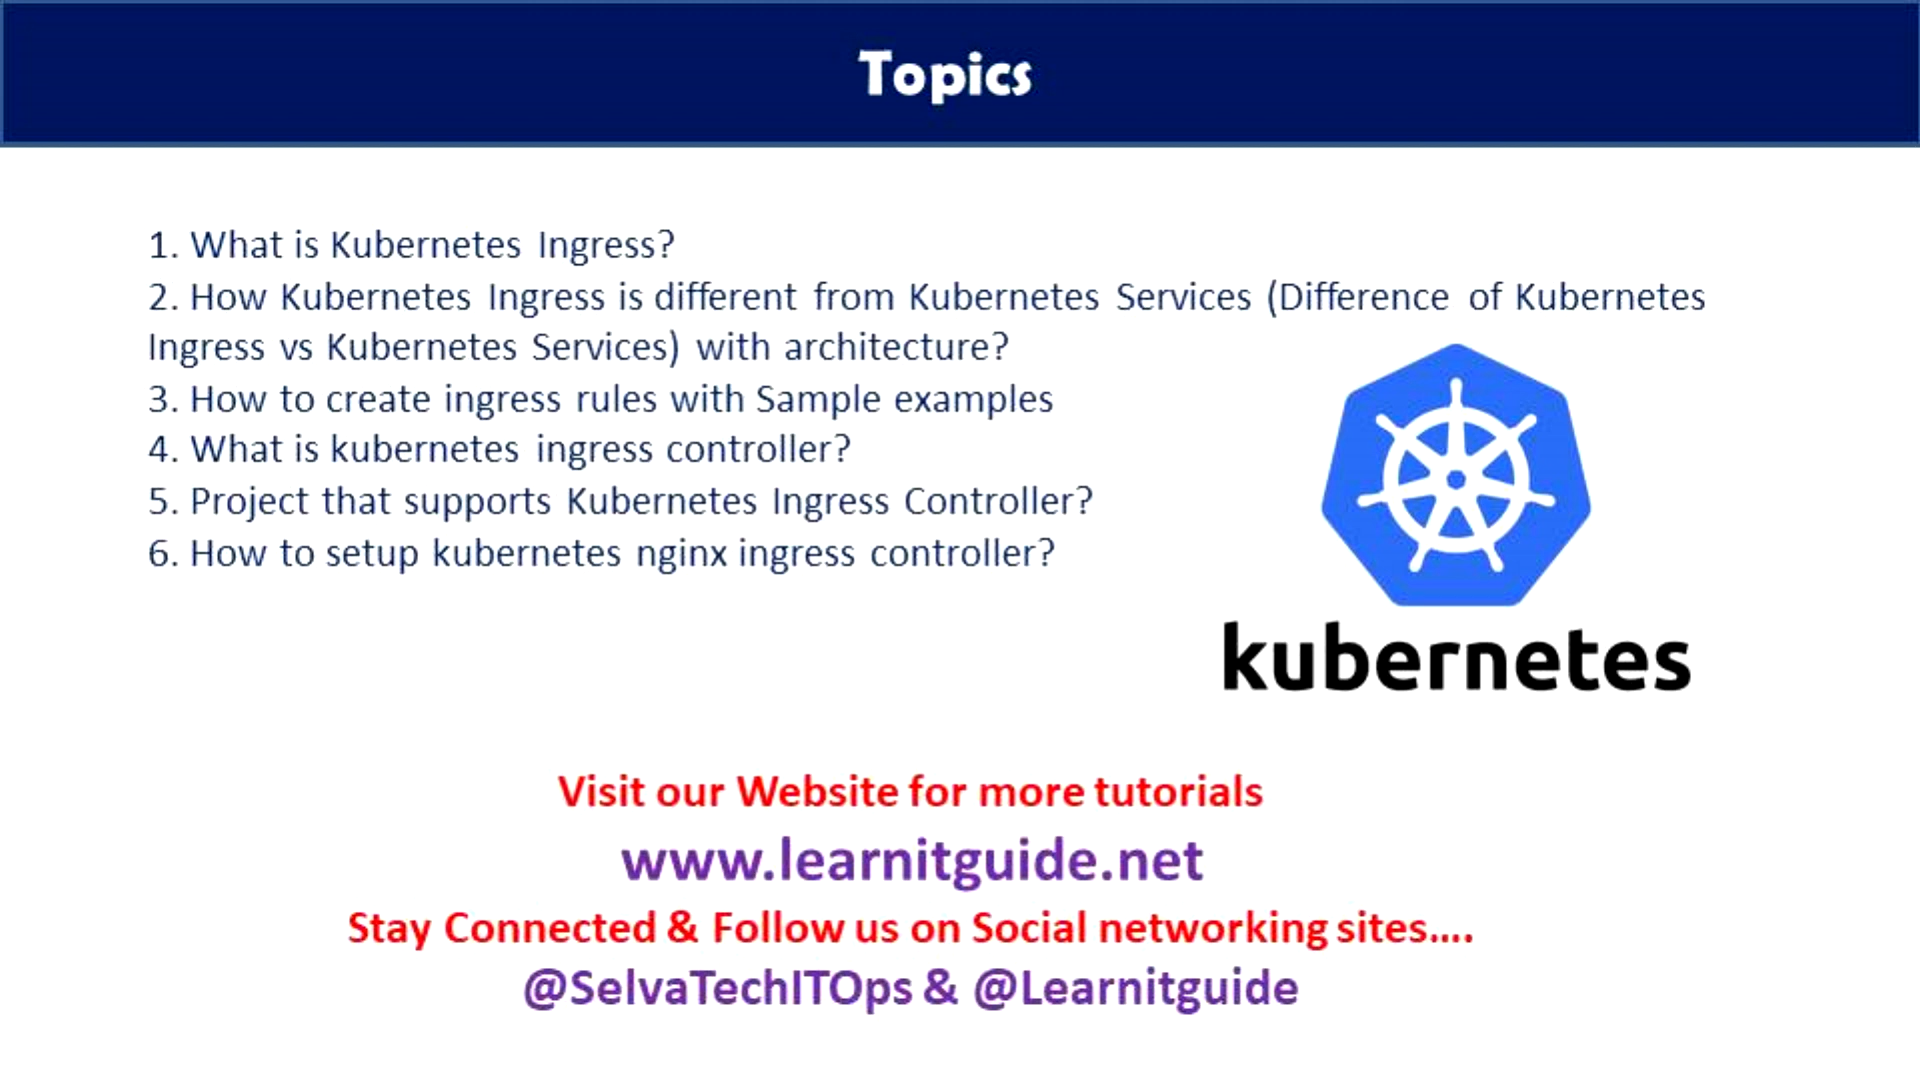 Topics
1. What is Kubernetes Ingress?
2. How Kubernetes Ingress is different from Kubernetes Services (Difference of Kubernetes
Ingress vs Kubernetes Services) with architecture?
3. How to create ingress rules with Sample examples
4. What is kubernetes ingress controller?
5. Project that supports Kubernetes Ingress Controller?
6. How to setup kubernetes nginx ingress controller?
kubernetes
Visit our Website for more tutorials
www.learnitguide.net
Stay Connected & Follow us on Social networking sites....
@SelvaTechITOps & @Learnitguide